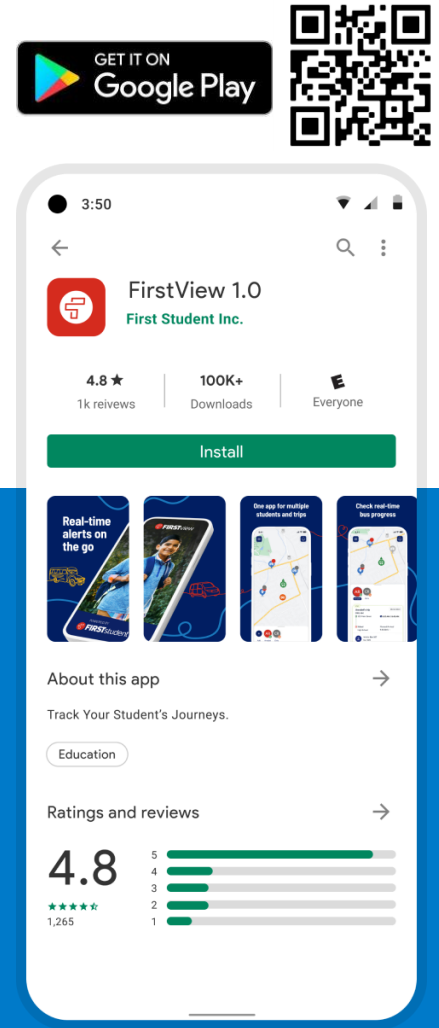 GET IT ON
Google Play
3:50
FirstView 1.0
First Student Inc.
4.8 ★
100K+
1k reivews
Downloads
Everyone
Install
Real-time
alerts on
the go
FIRSTstudent
FIRSTVIEW
One app for multiple
students and trips
Check real-time
bus progress
About this app
Track Your Student's Journeys.
Education
Ratings and reviews
4.8
1,265
5
4
3
2
1